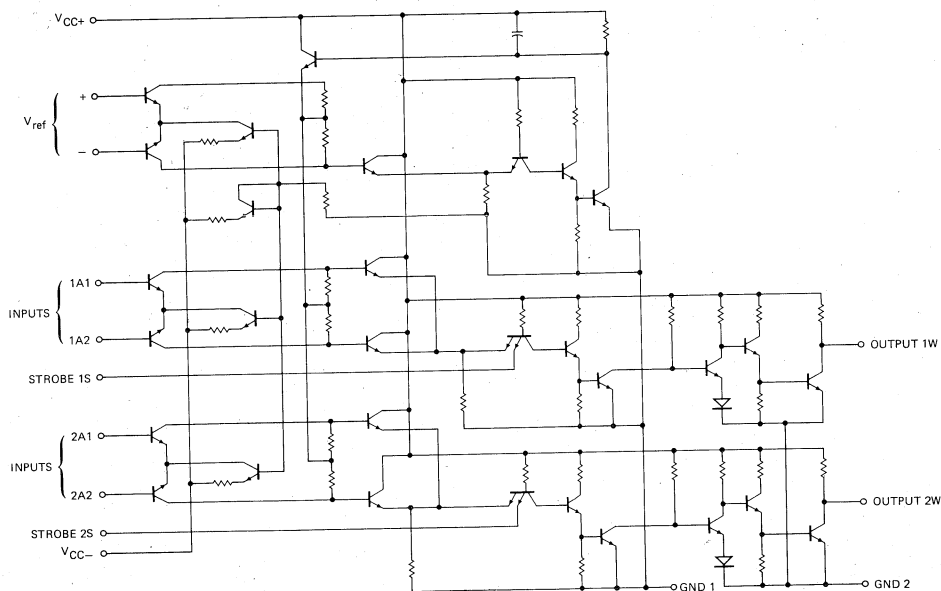 VCC+
+
Vref
−
1A1
INPUTS
1A2
OUTPUT 1W
STROBE 1S
2A1
INPUTS
2A2
OUTPUT 2W
STROBE 2S
VCC−
GND 1
GND 2